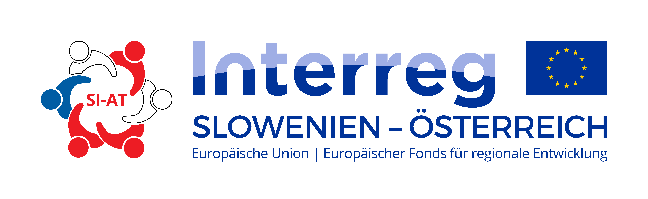 SI-AT
Interreg
SLOWENIEN – ÖSTERREICH
Europäische Union | Europäischer Fonds für regionale Entwicklung